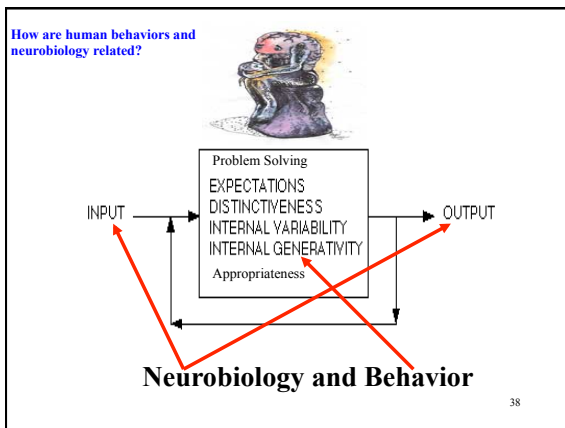 How are human behaviors and
neurobiology related?
Problem Solving
EXPECTATIONS
DISTINCTIVENESS
INTERNAL VARIABILITY
INTERNAL GENERATIVITY
Appropriateness
INPUT
OUTPUT
Neurobiology and Behavior
38